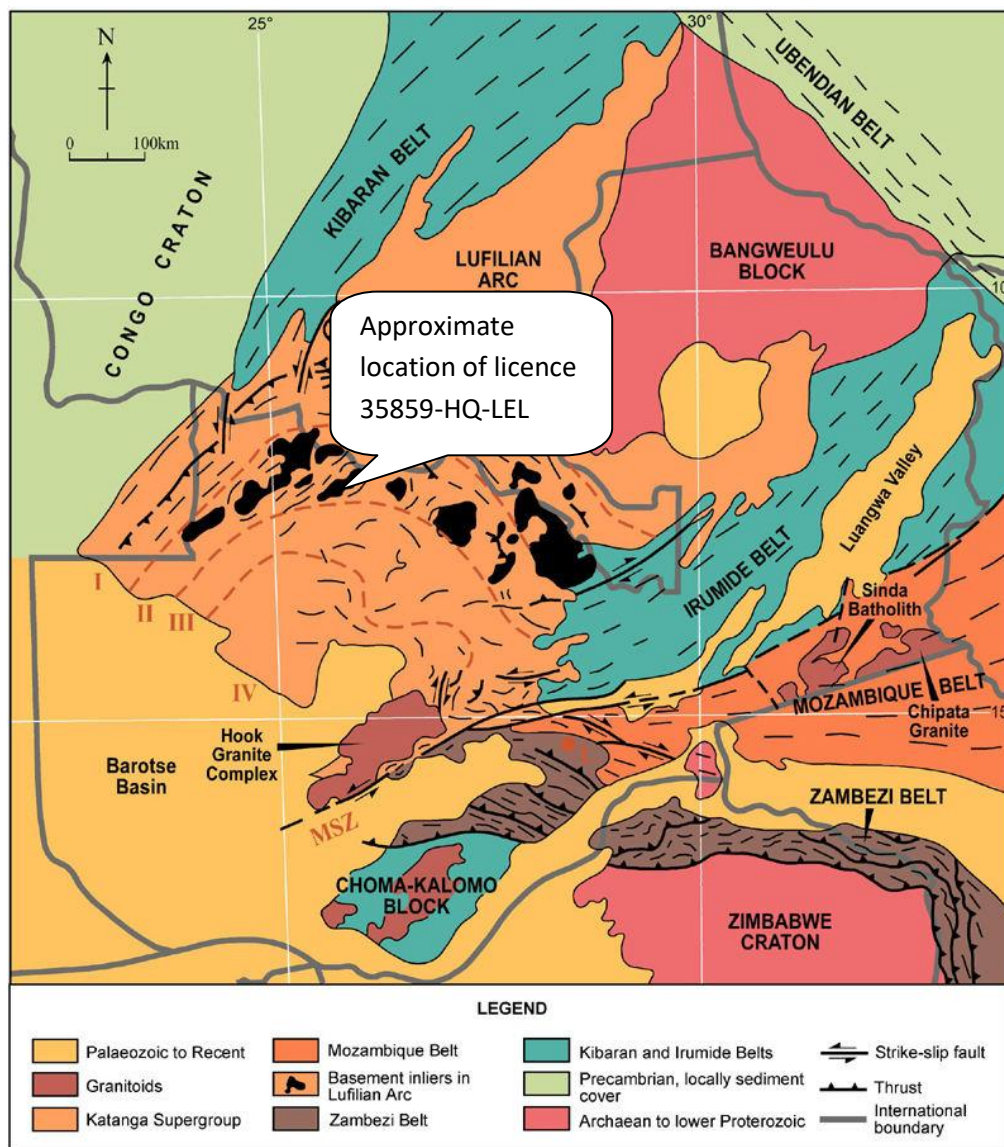 25°
30°
N
0 100km
UBENDIAN BELT
KIBARAN BELT
CONGO CRATON
LUFILIAN
ARC
BANGWEULU
BLOCK
10
Approximate
location of licence
35859-HQ-LEL
Luangwa Valley
IRUMIDE BELT
Sinda
Batholith
I
II
III
IV
MOZAMBIQUE BELT
Chipata
Granite
15
Hook
Granite
Complex
Barotse
Basin
MSZ
ZAMBEZI BELT
CHOMA-KALOMO
BLOCK
ZIMBABWE
CRATON
LEGEND
Palaeozoic to Recent
Mozambique Belt
Kibaran and Irumide Belts
Strike-slip fault
Granitoids
Basement inliers in
Lufilian Arc
Precambrian, locally sediment
cover
Thrust
Katanga Supergroup
Zambezi Belt
Archaean to lower Proterozoic
International
boundary